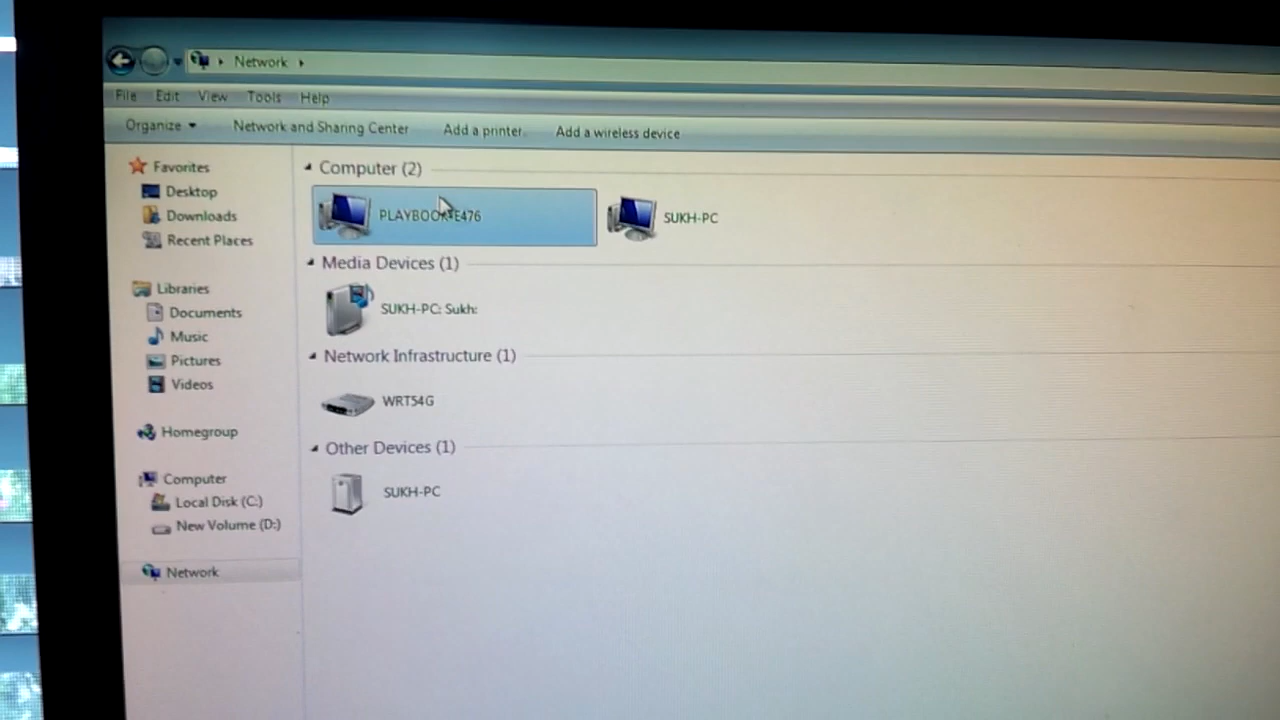 Network
File Edit View Tools Help
Organize Network and Sharing Center Add a printer Add a wireless device
Favorites
Desktop
Downloads
Recent Places
Libraries
Documents
Music
Pictures
Videos
Homegroup
Computer
Local Disk (C:)
New Volume (D:)
Network
Computer (2)
SUKH-PC
Media Devices (1)
SUKH-PC: Sukh:
Network Infrastructure (1)
WRT54G
Other Devices (1)
SUKH-PC